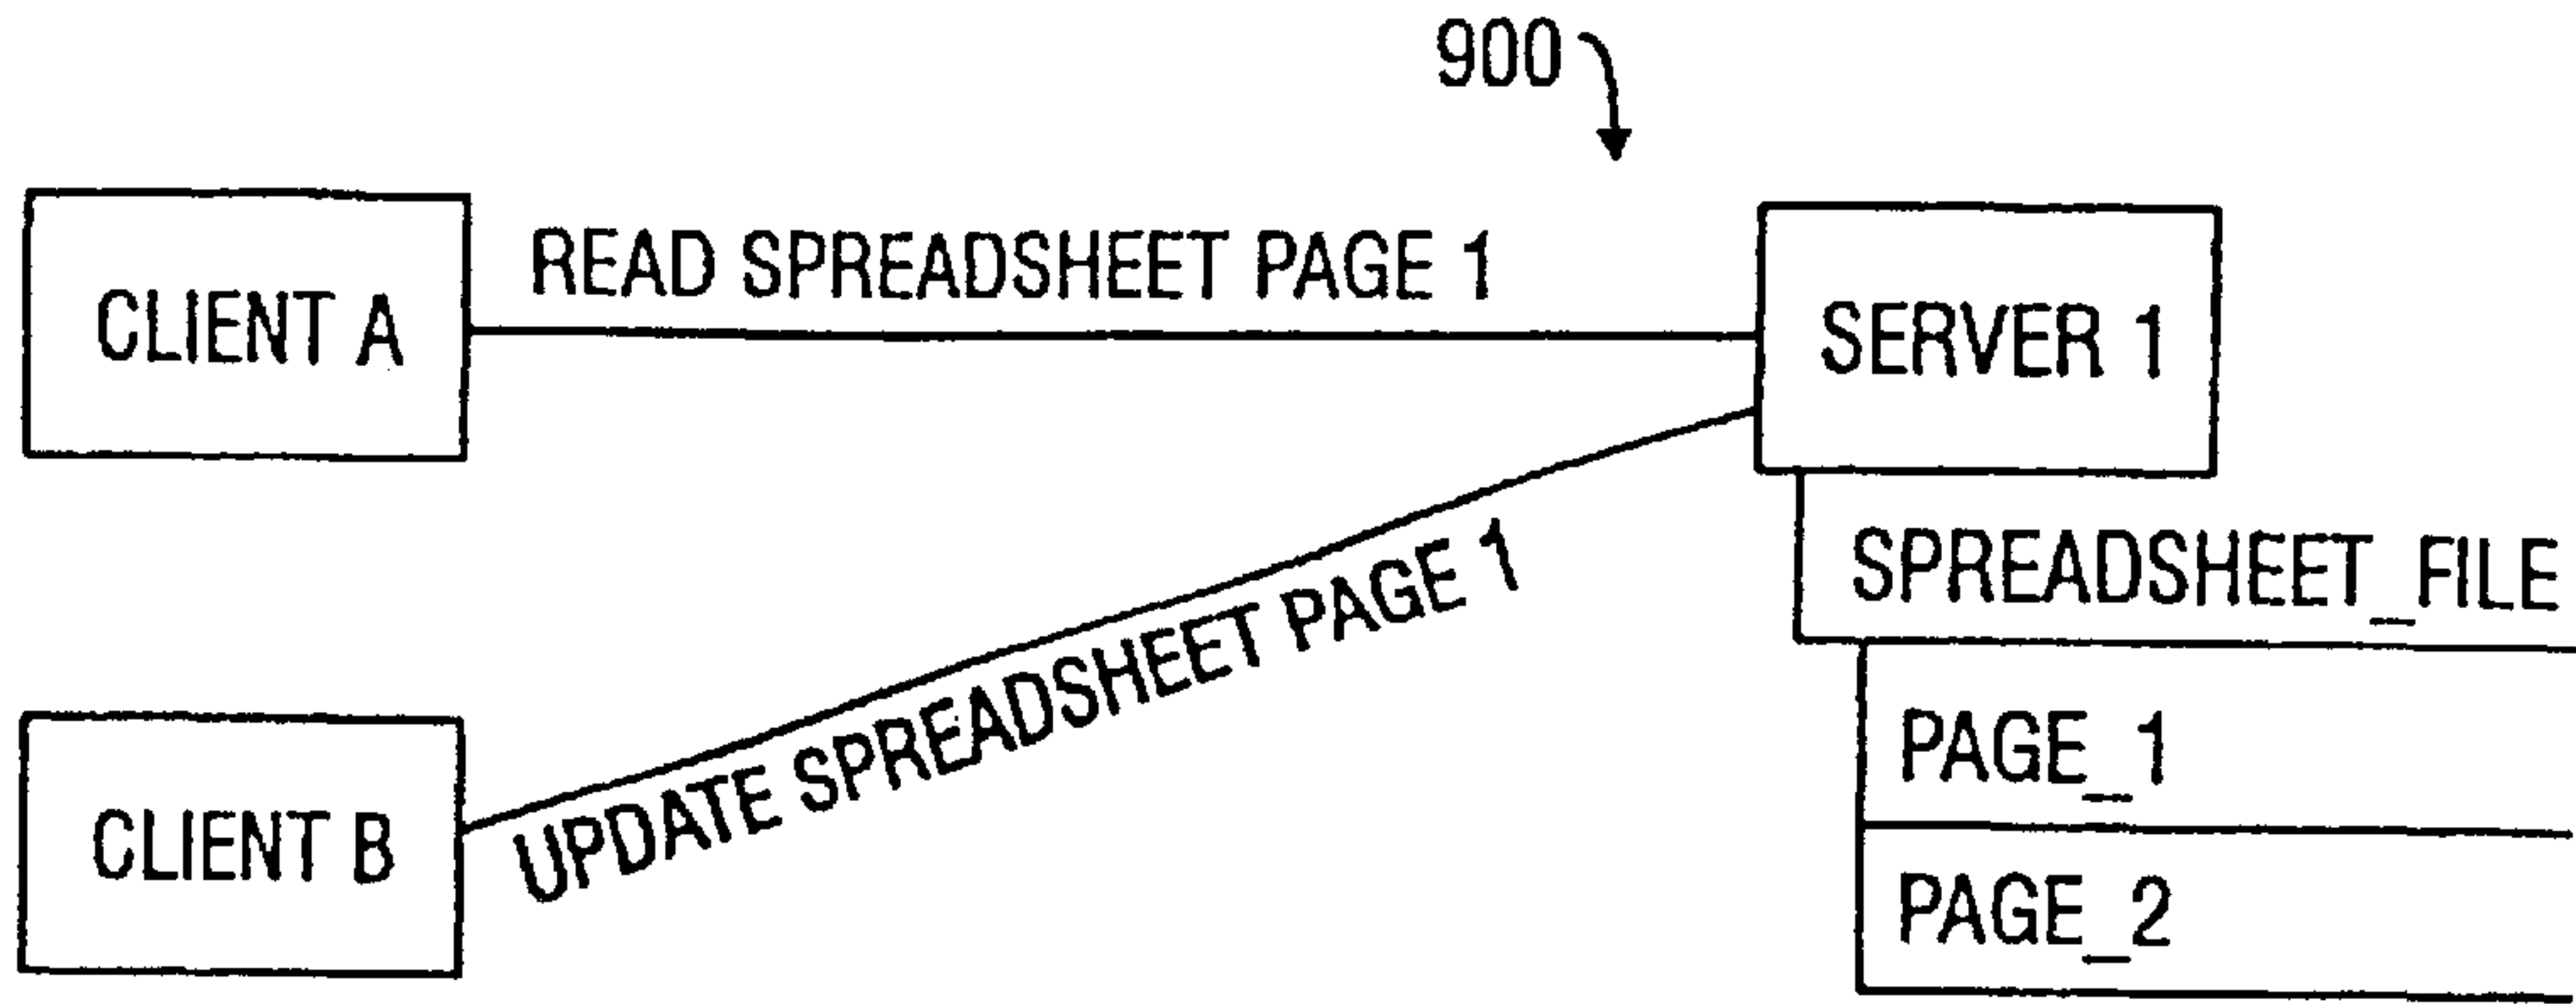 900
READ SPREADSHEET PAGE 1
CLIENT A
SERVER 1
UPDATE SPREADSHEET PAGE 1
SPREADSHEET_FILE
PAGE_1
CLIENT B
PAGE_2